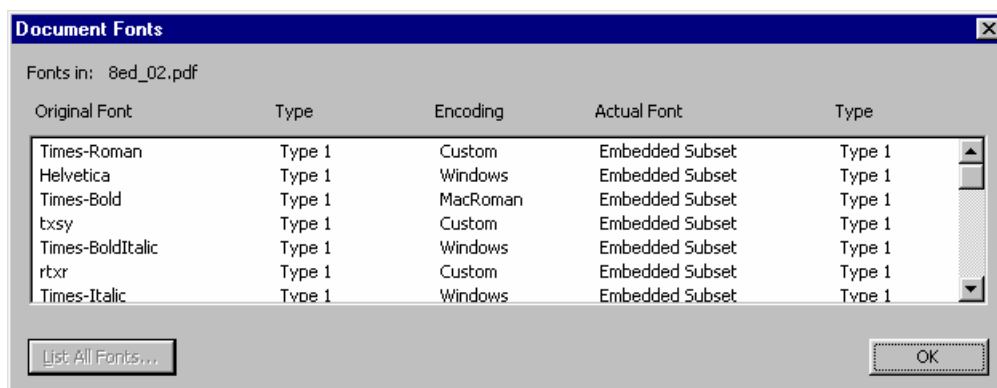 Document Fonts
Fonts in: 8ed_02.pdf
Original Font Type Encoding Actual Font Type
Times-Roman Type 1 Custom Embedded Subset Type 1
Helvetica Type 1 Windows Embedded Subset Type 1
Times-Bold Type 1 MacRoman Embedded Subset Type 1
txsy Type 1 Custom Embedded Subset Type 1
Times-BoldItalic Type 1 Windows Embedded Subset Type 1
rtxr Type 1 Custom Embedded Subset Type 1
Times-Italic Type 1 Windows Embedded Subset Type 1
List All Fonts... OK